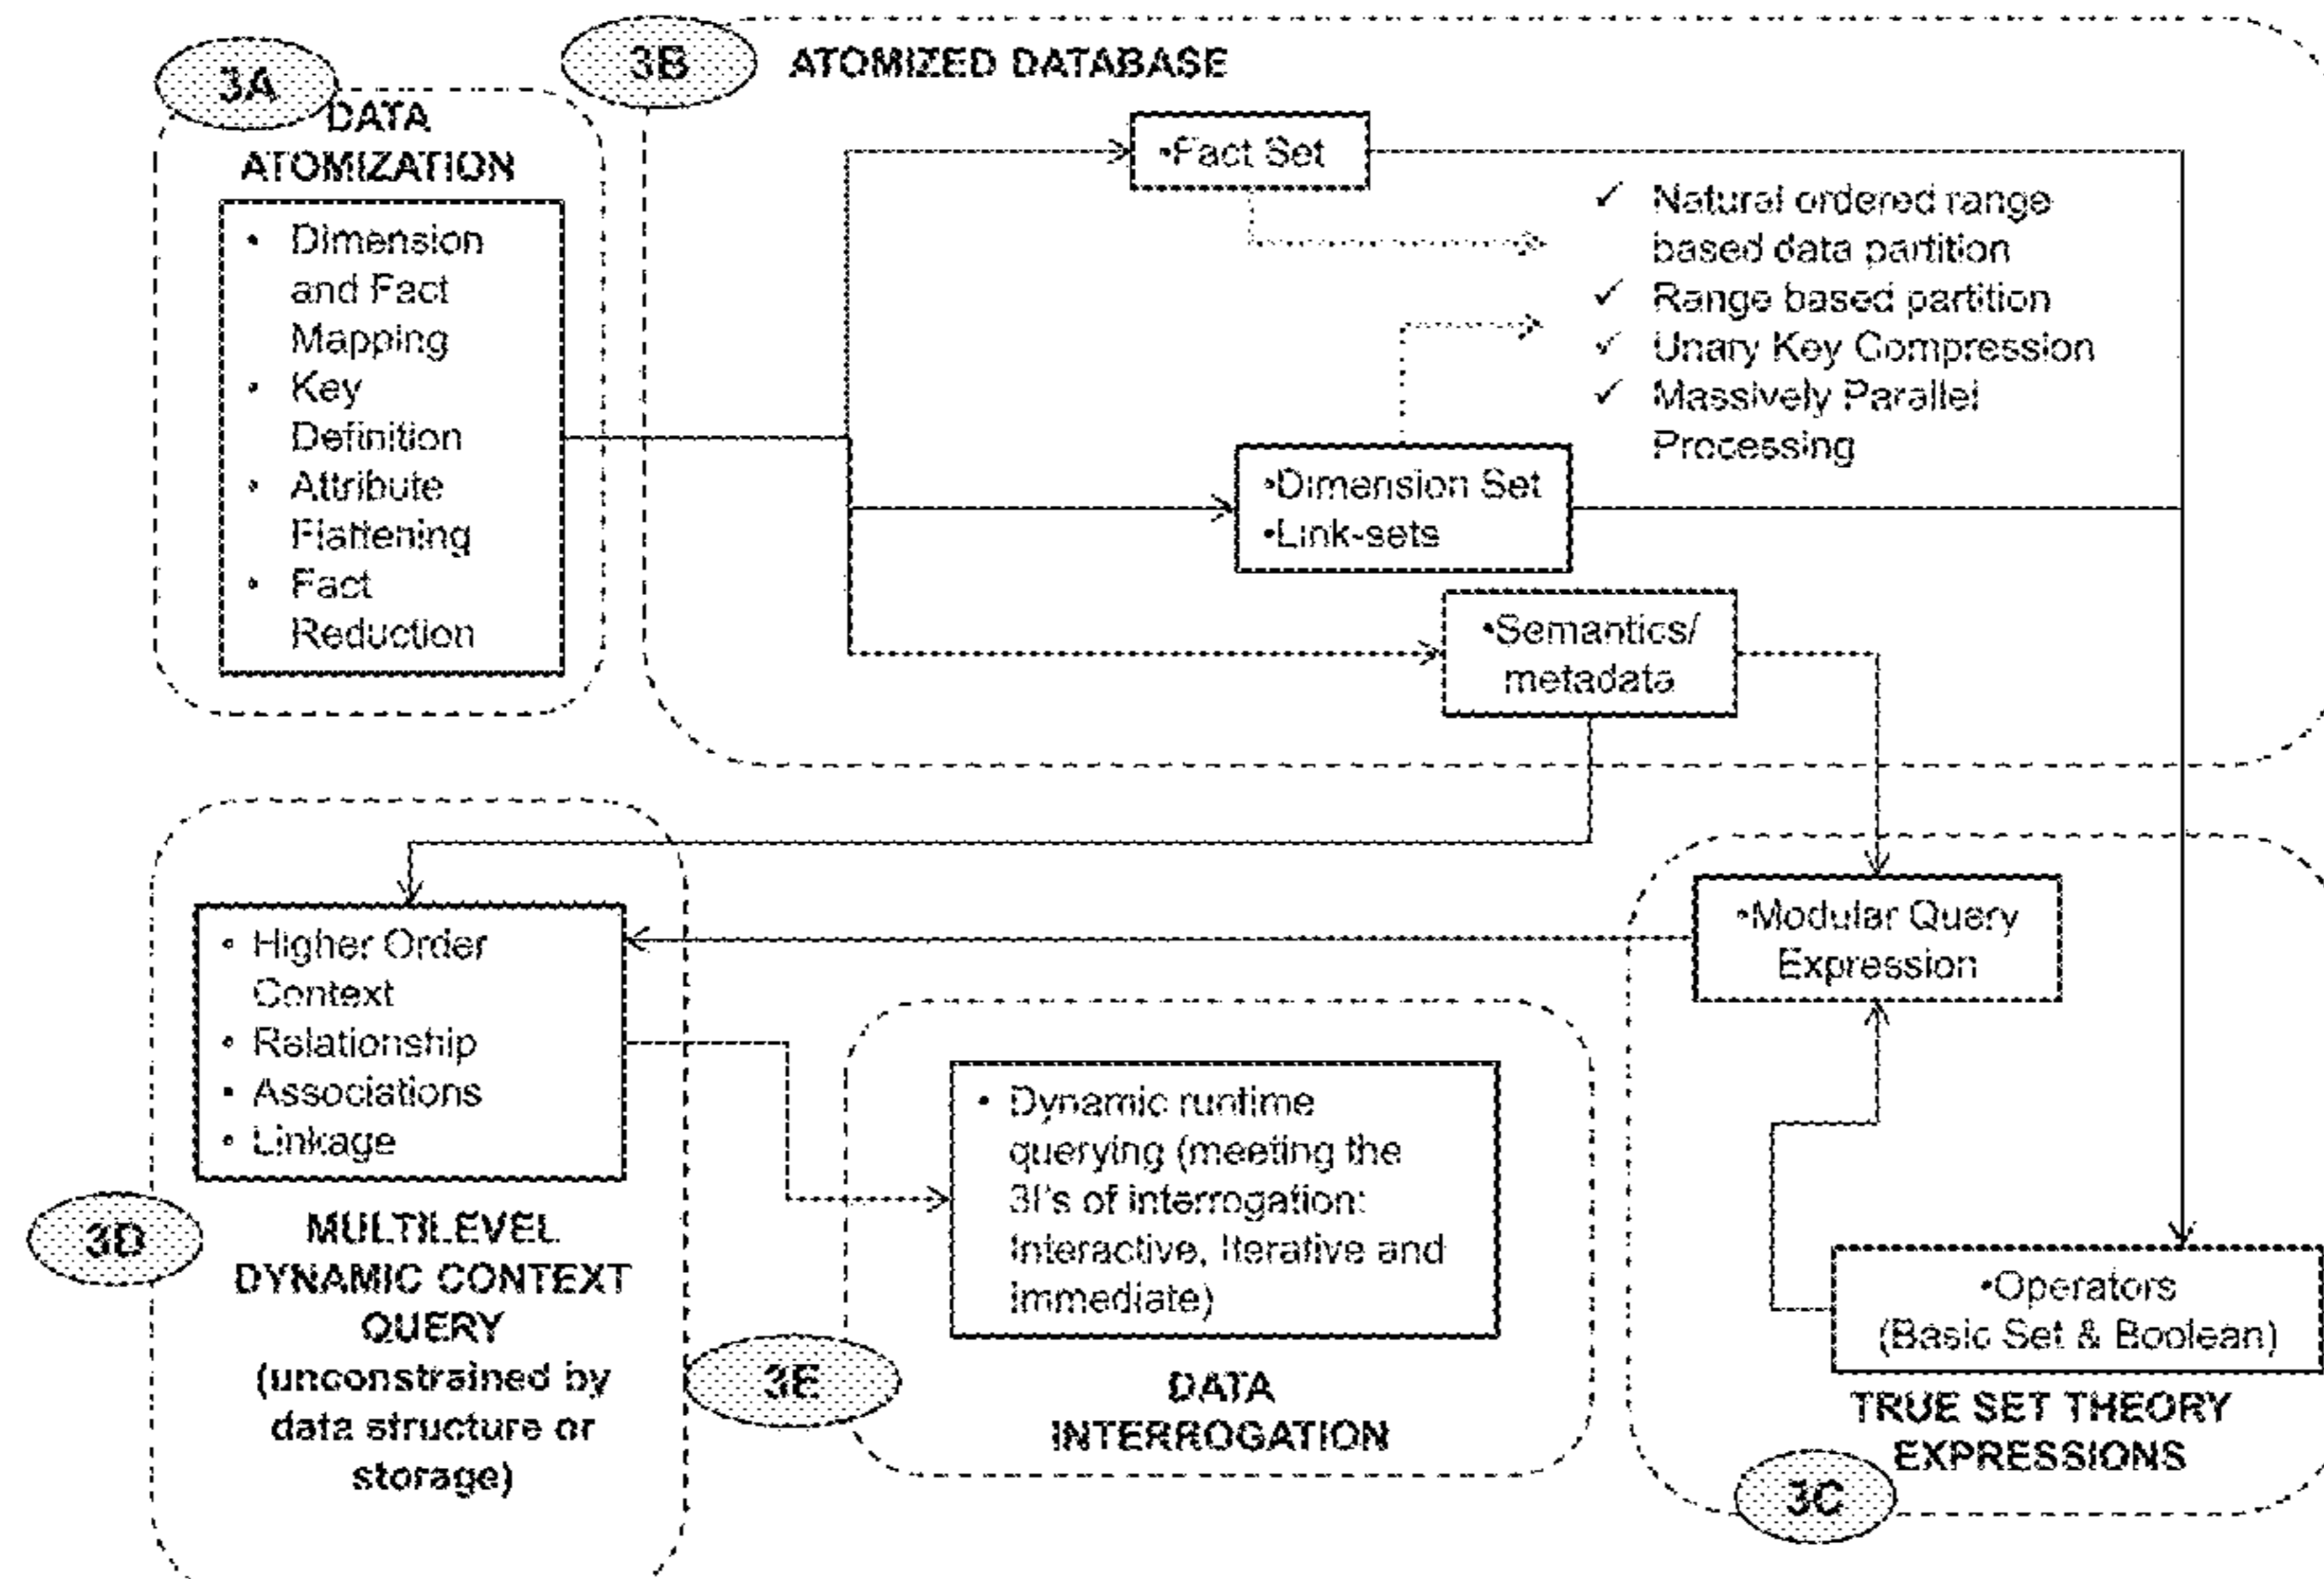 3A
DATA
ATOMIZATION
• Dimension
and Fact
Mapping
• Key
Definition
• Attribute
Flattening
• Fact
Reduction
3B
ATOMIZED DATABASE
•Fact Set
✓ Natural ordered range
based data partition
✓ Range based partition
✓ Unary Key Compression
✓ Massively Parallel
Processing
•Dimension Set
•Link-sets
•Semantics/
metadata
• Higher Order
Context
• Relationship
• Associations
• Linkage
3D
MULTILEVEL
DYNAMIC CONTEXT
QUERY
(unconstrained by
data structure or
storage)
• Dynamic runtime
querying (meeting the
3I's of interrogation:
Interactive, Iterative and
Immediate)
3E
DATA
INTERROGATION
•Modular Query
Expression
•Operators
(Basic Set & Boolean)
TRUE SET THEORY
EXPRESSIONS
3C